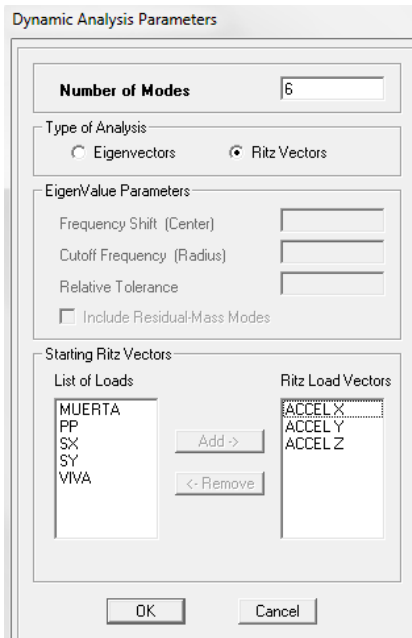 Dynamic Analysis Parameters
Number of Modes 6
Type of Analysis
Eigenvectors Ritz Vectors
EigenValue Parameters
Frequency Shift (Center)
Cutoff Frequency (Radius)
Relative Tolerance
Include Residual-Mass Modes
Starting Ritz Vectors
List of Loads
MUERTA
PP
SX
SY
VIVA
Add ->
<- Remove
Ritz Load Vectors
ACCEL X
ACCEL Y
ACCEL Z
OK Cancel